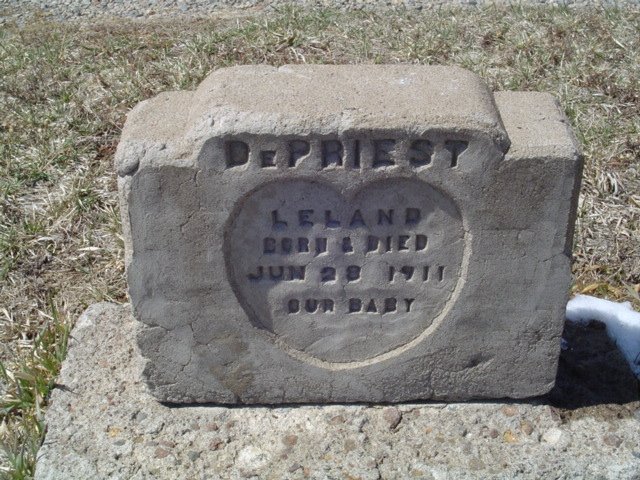 DEPRIEST
LELAND
BORN & DIED
JUN 28 1911
OUR BABY